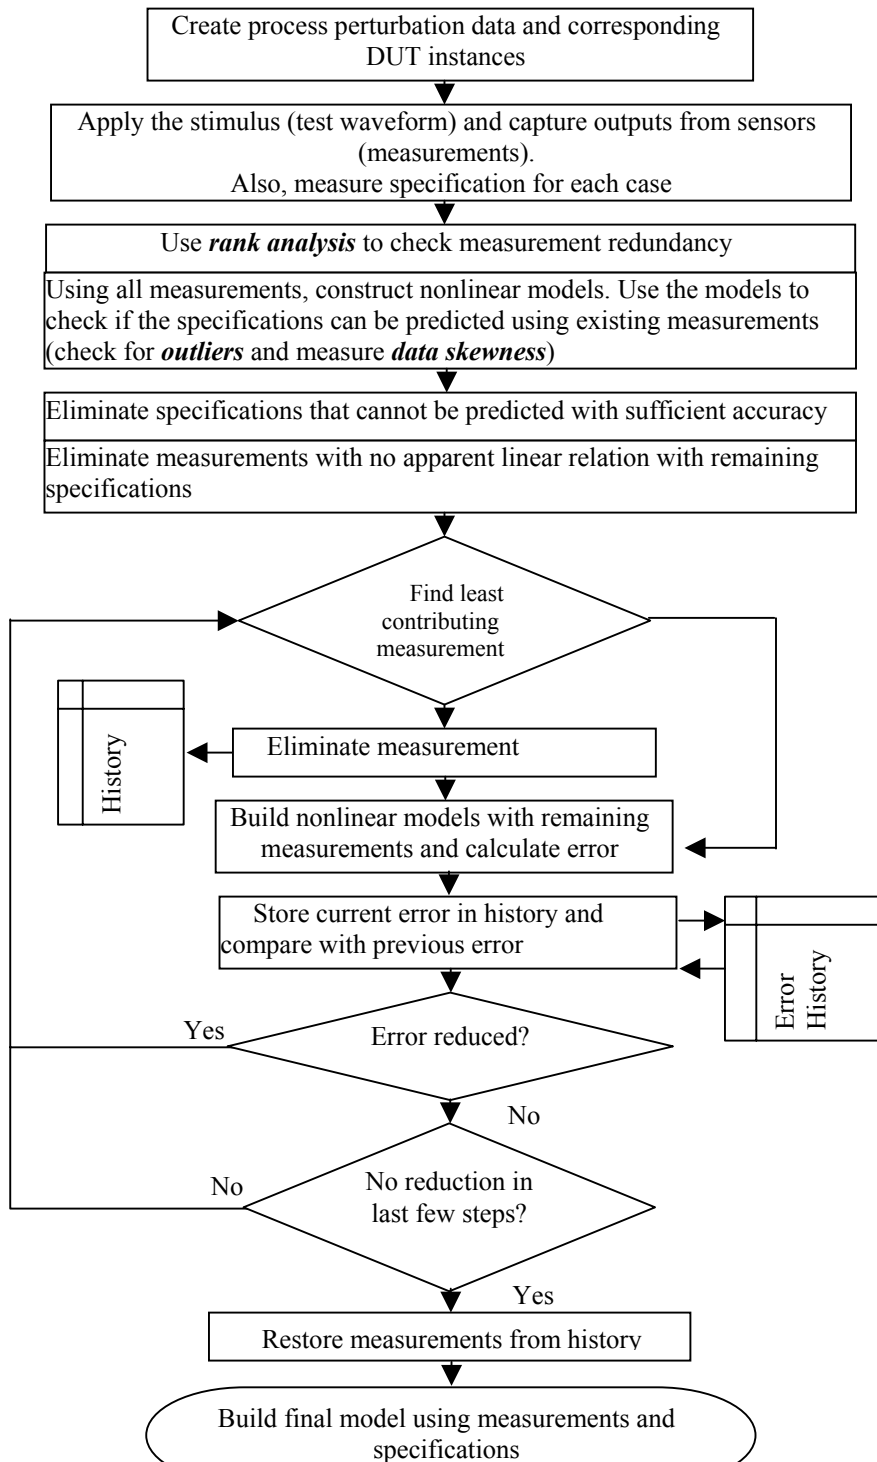 Create process perturbation data and corresponding
DUT instances
Apply the stimulus (test waveform) and capture outputs from sensors
(measurements).
Also, measure specification for each case
Use rank analysis to check measurement redundancy
Using all measurements, construct nonlinear models. Use the models to
check if the specifications can be predicted using existing measurements
(check for outliers and measure data skewness)
Eliminate specifications that cannot be predicted with sufficient accuracy
Eliminate measurements with no apparent linear relation with remaining
specifications
Find least
contributing
measurement
History
Eliminate measurement
Build nonlinear models with remaining
measurements and calculate error
Store current error in history and
compare with previous error
Error
History
Yes
Error reduced?
No
No
No reduction in
last few steps?
Yes
Restore measurements from history
Build final model using measurements and
specifications